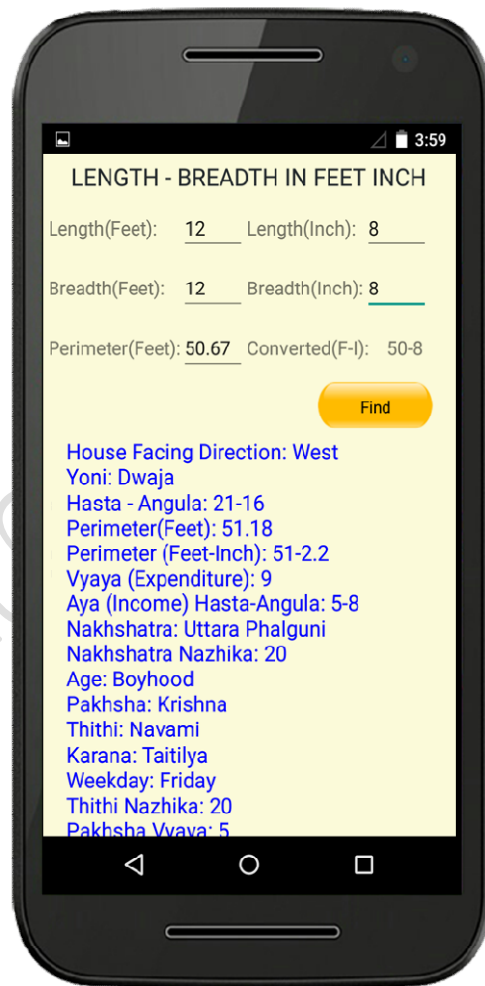 3:59
LENGTH - BREADTH IN FEET INCH
Length(Feet): 12 Length(Inch): 8
Breadth(Feet): 12 Breadth(Inch): 8
Perimeter(Feet): 50.67 Converted(F-I): 50-8
Find
House Facing Direction: West
Yoni: Dwaja
Hasta - Angula: 21-16
Perimeter(Feet): 51.18
Perimeter (Feet-Inch): 51-2.2
Vyaya (Expenditure): 9
Aya (Income) Hasta-Angula: 5-8
Nakhshatra: Uttara Phalguni
Nakhshatra Nazhika: 20
Age: Boyhood
Pakhsha: Krishna
Thithi: Navami
Karana: Taitilya
Weekday: Friday
Thithi Nazhika: 20
Pakhsha Vyaya: 5